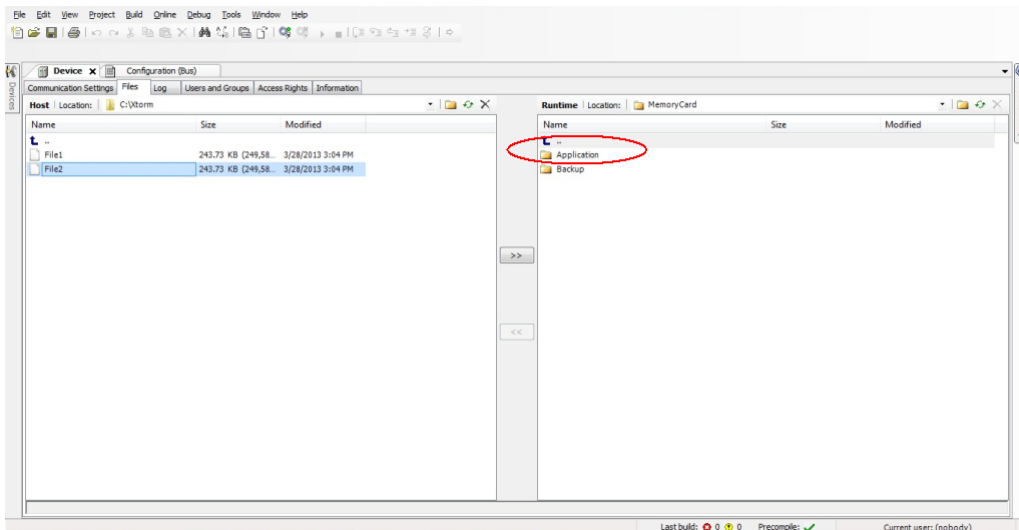 File Edit View Project Build Online Debug Tools Window Help
Device Configuration (Bus)
Devices
Communication Settings Files Log Users and Groups Access Rights Information
Host Location: C:\Xtorm Runtime Location: MemoryCard
Name Size Modified Name Size Modified
.. ..
File1 243.73 KB (249,58... 3/28/2013 3:04 PM Application
File2 243.73 KB (249,58... 3/28/2013 3:04 PM Backup
>>
<<
Last build: 0 0 Precompile: Current user: (nobody)